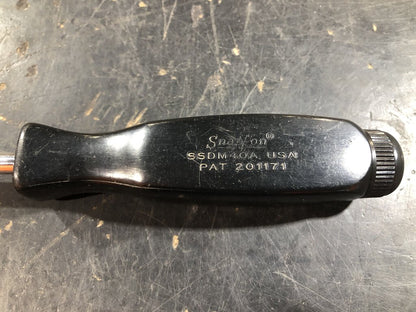 Snap-on®
SSDM40A, USA
PAT 201171